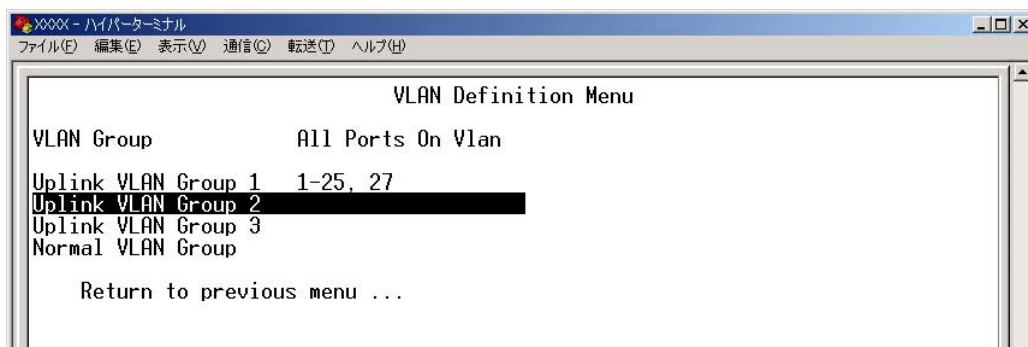 XXXX - ハイパーターミナル
ファイル(F) 編集(E) 表示(V) 通信(C) 転送(T) ヘルプ(H)
VLAN Definition Menu
VLAN Group All Ports On Vlan
Uplink VLAN Group 1 1-25, 27
Uplink VLAN Group 2
Uplink VLAN Group 3
Normal VLAN Group
Return to previous menu ...